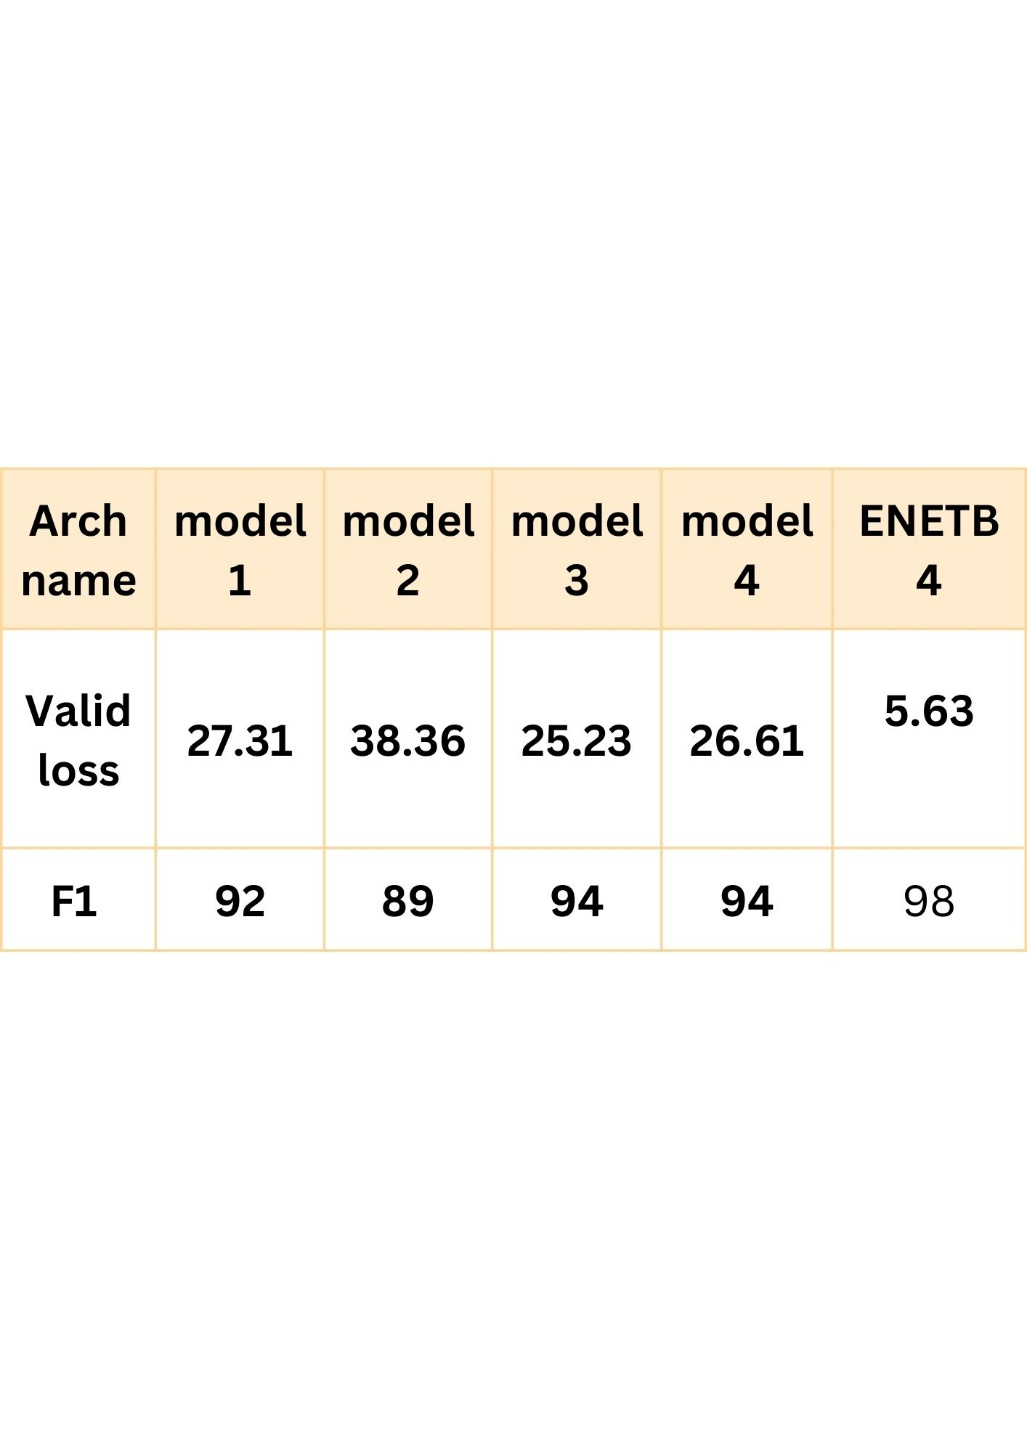 Arch name model 1 model 2 model 3 model 4 ENETB 4
Valid loss 27.31 38.36 25.23 26.61 5.63
F1 92 89 94 94 98